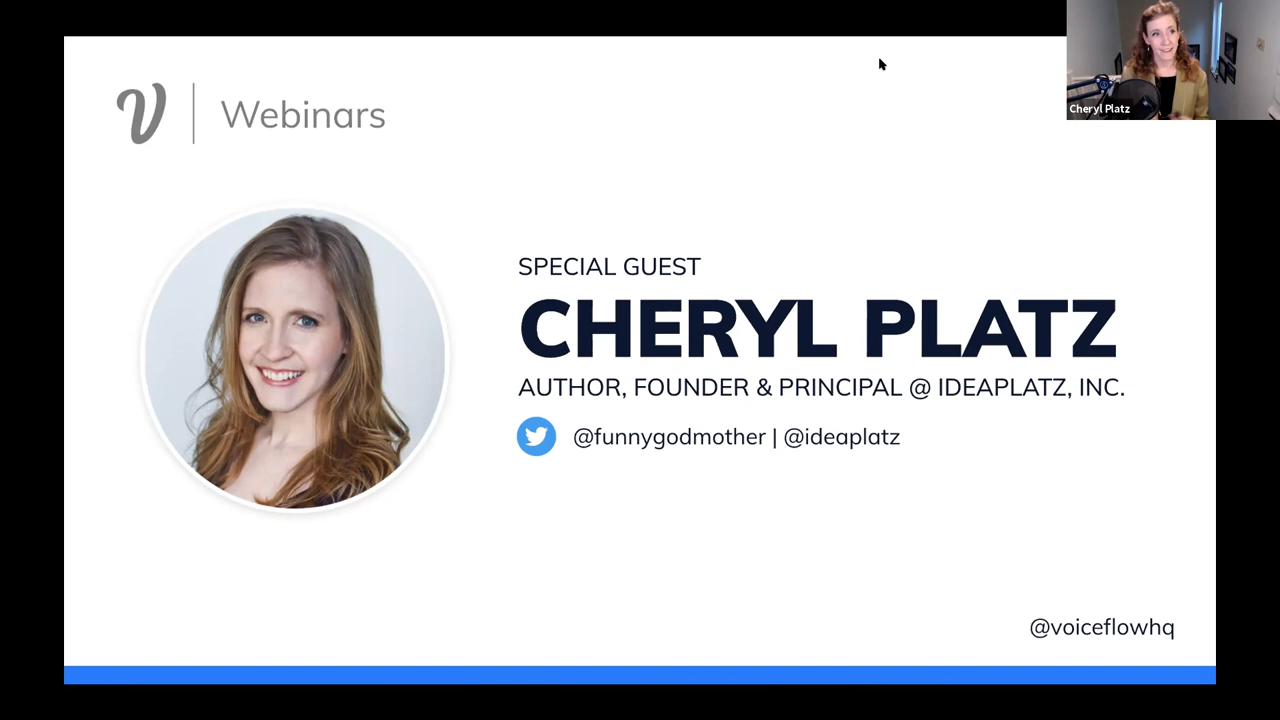 V
Webinars
Cheryl Platz
SPECIAL GUEST
CHERYL PLATZ
AUTHOR, FOUNDER & PRINCIPAL @ IDEAPLATZ, INC.
@funnygodmother | @ideaplatz
@voiceflowhq